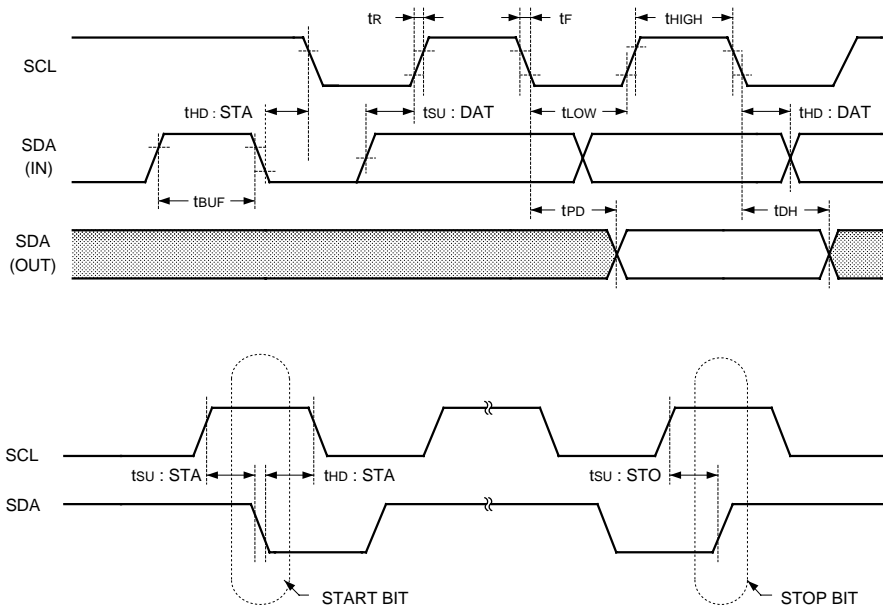 tR
tF
tHIGH
SCL
tHD : STA
tSU : DAT
tLOW
tHD : DAT
SDA
(IN)
tBUF
tPD
tDH
SDA
(OUT)
SCL
tSU : STA
tHD : STA
tSU : STO
SDA
START BIT
STOP BIT